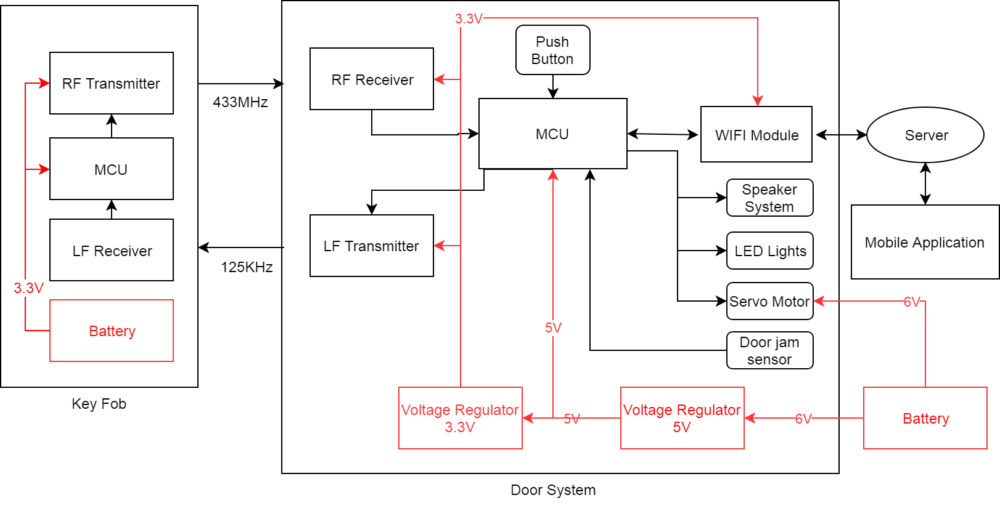 RF Transmitter
MCU
LF Receiver
3.3V
Battery
Key Fob
433MHz
125KHz
3.3V
Push
Button
RF Receiver
MCU
WIFI Module
Server
Speaker
System
LF Transmitter
LED Lights
Mobile Application
Servo Motor
6V
5V
Door jam
sensor
Voltage Regulator
3.3V
5V
Voltage Regulator
5V
6V
Battery
Door System